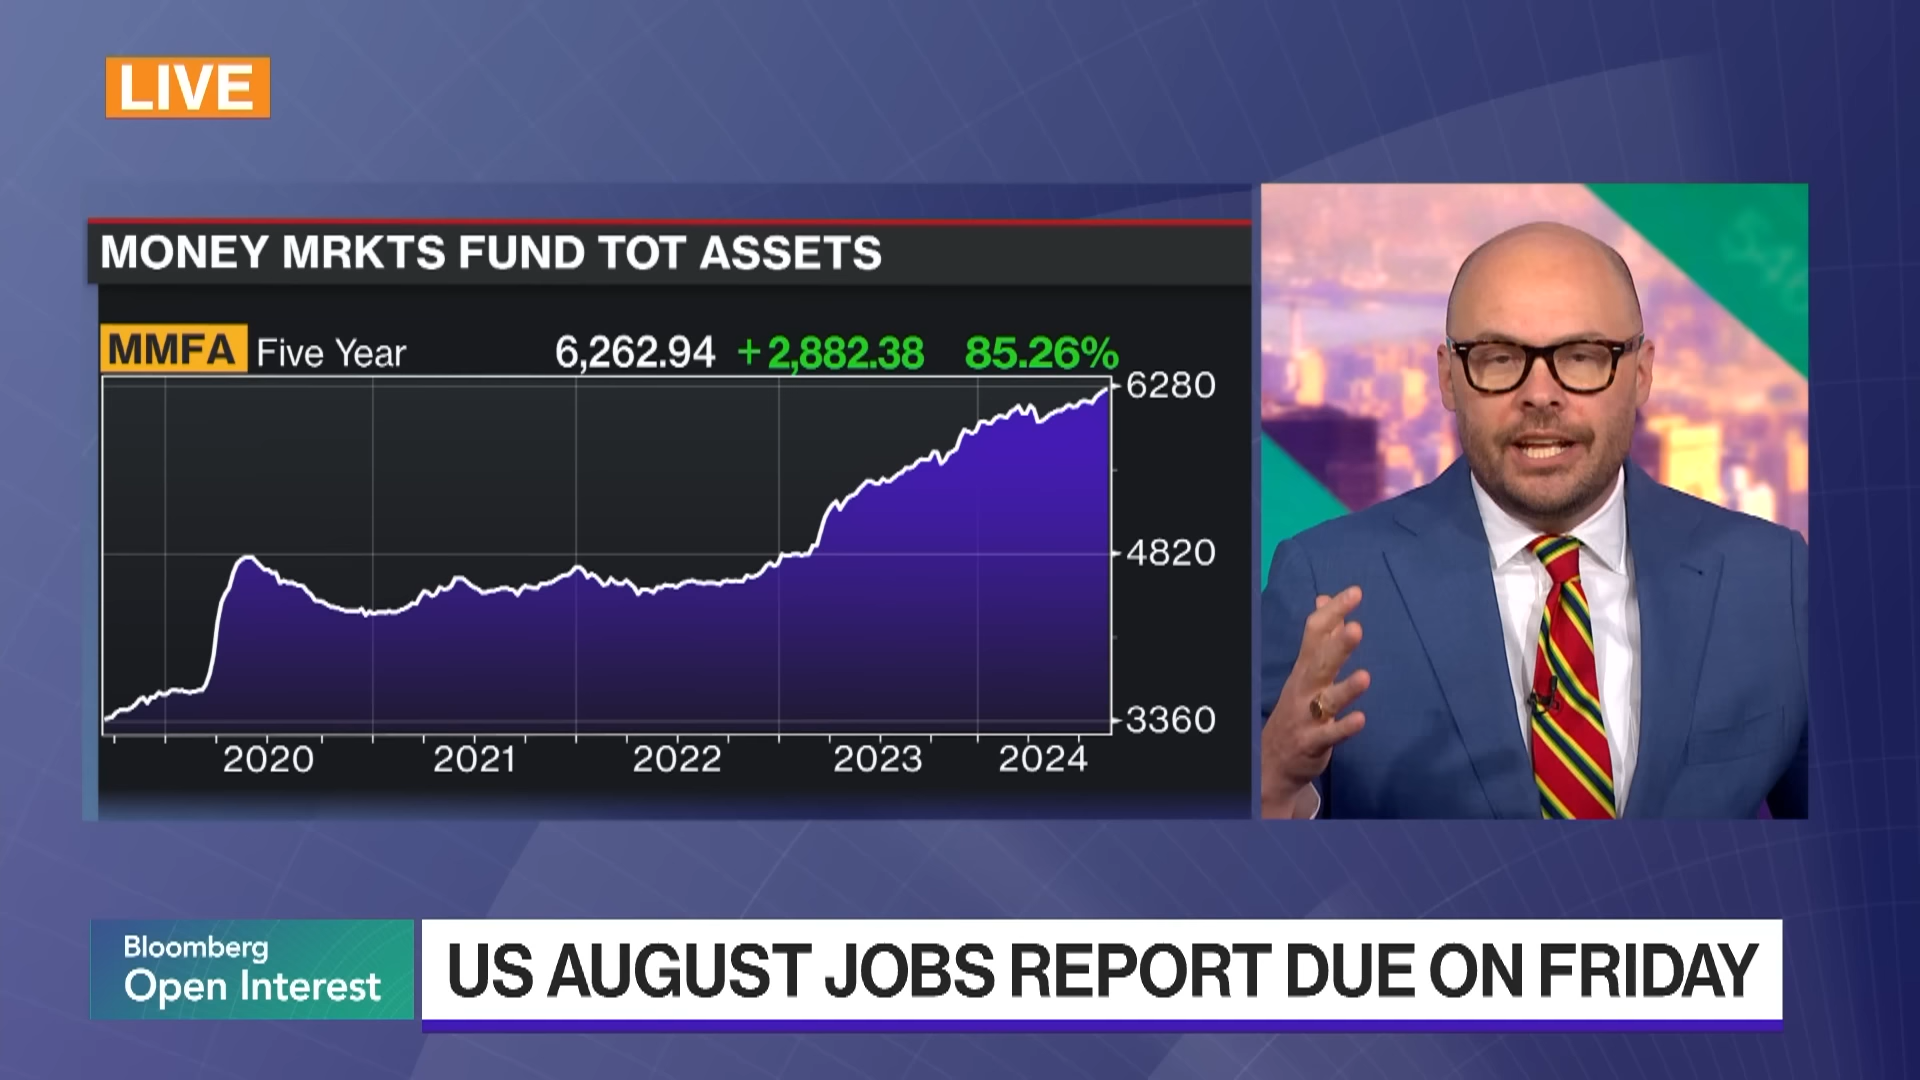 LIVE
MONEY MRKTS FUND TOT ASSETS
MMFA Five Year 6,262.94 +2,882.38 85.26%
6280
4820
3360
2020 2021 2022 2023 2024
Bloomberg
Open Interest
US AUGUST JOBS REPORT DUE ON FRIDAY